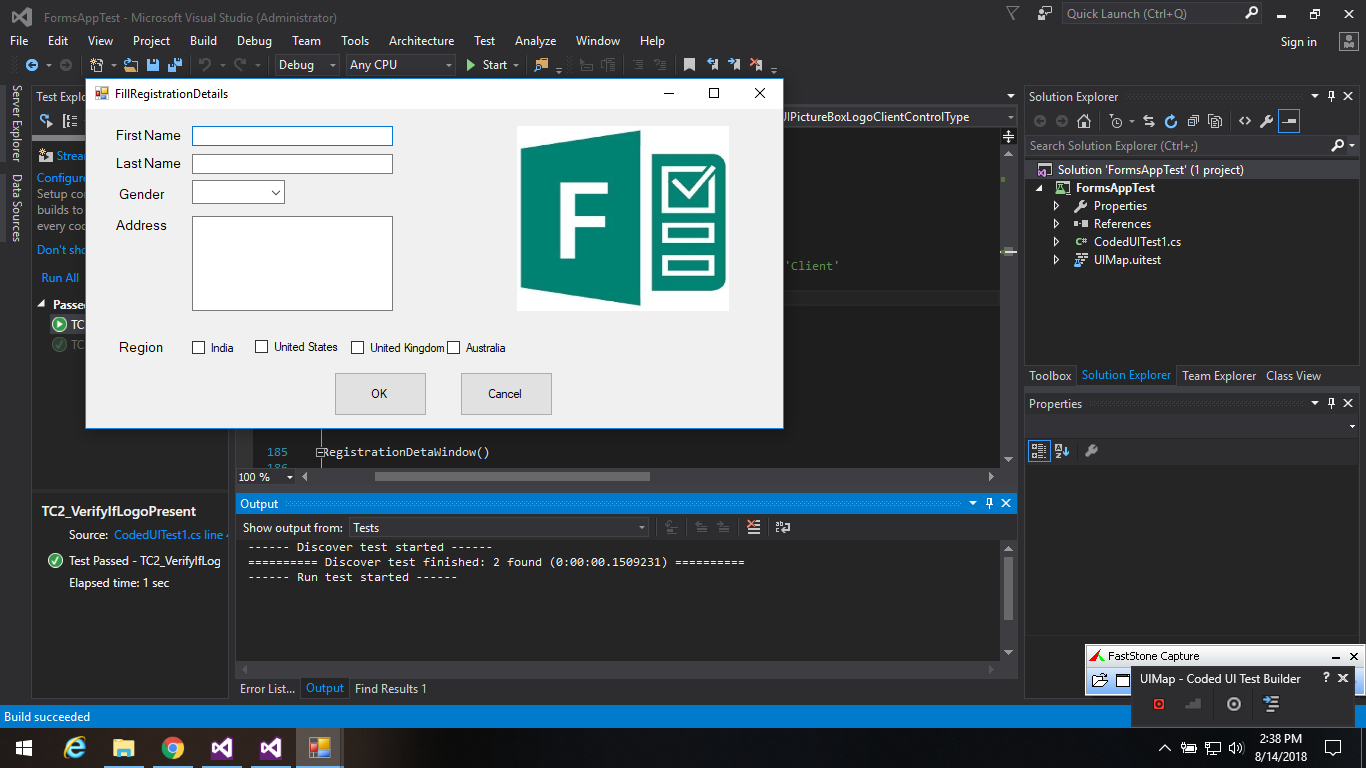 FormsAppTest - Microsoft Visual Studio (Administrator)
Quick Launch (Ctrl+Q)
File Edit View Project Build Debug Team Tools Architecture Test Analyze Window Help
Sign in
Debug Any CPU Start
Server Explorer
Data Sources
Test Explo
Strea
Configure
Setup con
builds to
every cod
Don't sho
Run All
Passe
TC
TC
FillRegistrationDetails
First Name
Last Name
Gender
Address
F
Region India United States United Kingdom Australia
OK Cancel
UIPictureBoxLogoClientControlType
'Client'
185 RegistrationDetaWindow()
186
100 %
TC2_VerifyIfLogoPresent
Source: CodedUITest1.cs line 4
Test Passed - TC2_VerifyIfLog
Elapsed time: 1 sec
Output
Show output from: Tests
------ Discover test started ------
========== Discover test finished: 2 found (0:00:00.1509231) ==========
------ Run test started ------
Error List... Output Find Results 1
Solution Explorer
Search Solution Explorer (Ctrl+;)
Solution 'FormsAppTest' (1 project)
FormsAppTest
Properties
References
C# CodedUITest1.cs
UIMap.uitest
Toolbox Solution Explorer Team Explorer Class View
Properties
FastStone Capture
UIMap - Coded UI Test Builder
Build succeeded
2:38 PM
8/14/2018